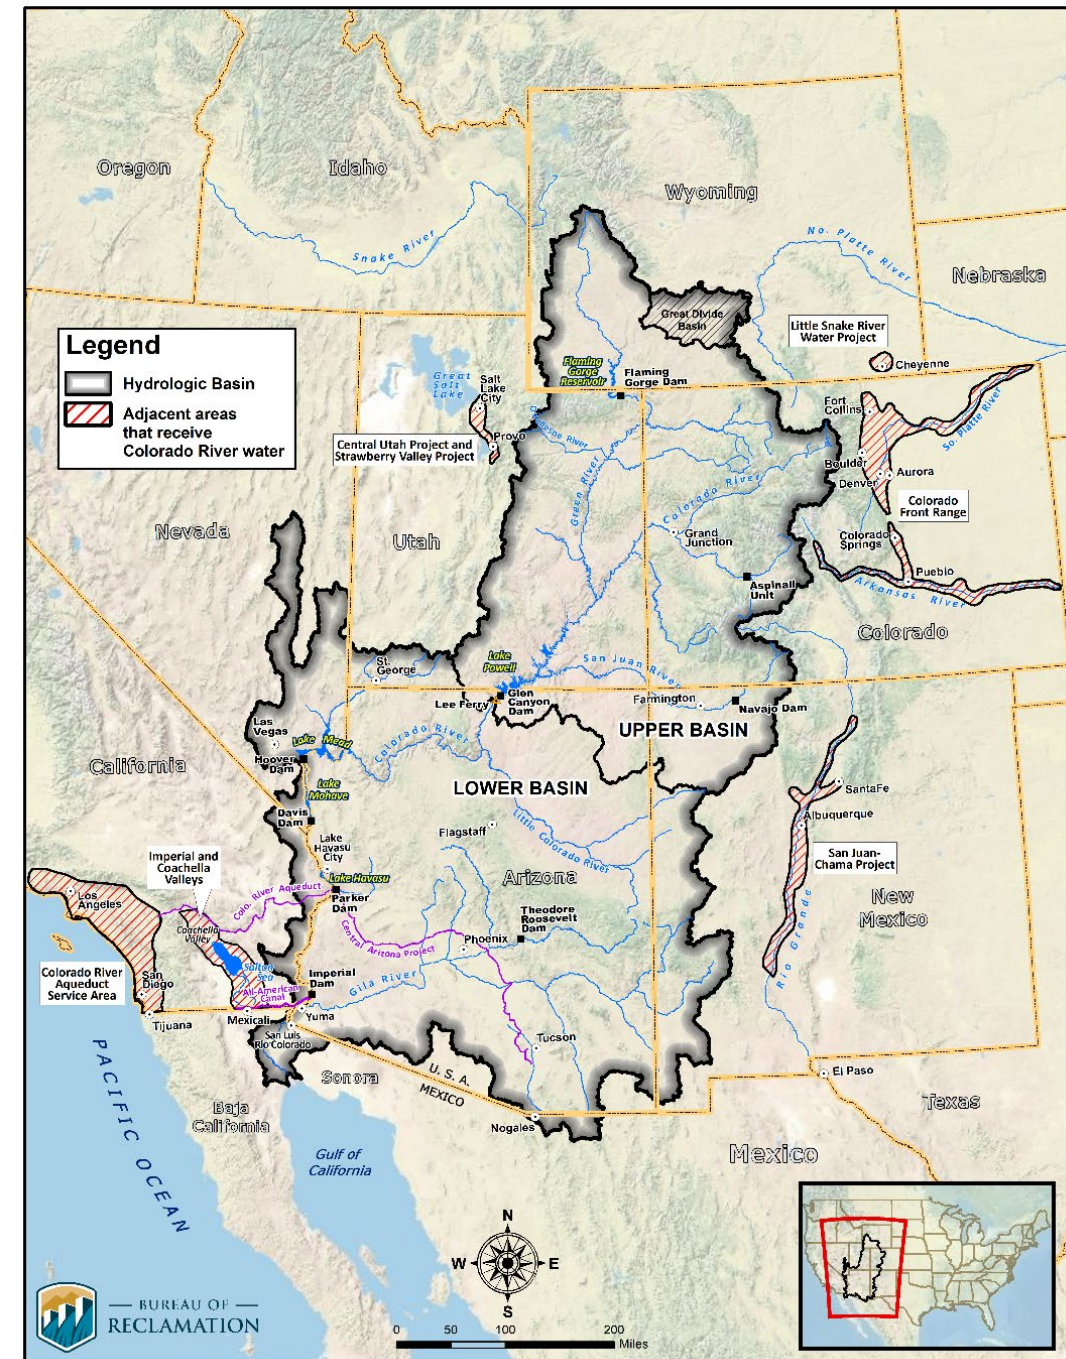 Oregon
Idaho
Wyoming
Snake River
No. Platte River
Nebraska
Legend
Hydrologic Basin
Adjacent areas
that receive
Colorado River water
Great Divide
Basin
Little Snake River
Water Project
Cheyenne
Great
Salt
Lake
Salt
Lake
City
Provo
Central Utah Project and
Strawberry Valley Project
Flaming
Gorge
Reservoir
Flaming
Gorge Dam
Duchesne River
Green River
Colorado River
Fort
Collins
So. Platte River
Boulder
Denver
Aurora
Colorado
Front Range
Nevada
Utah
Grand
Junction
Aspinall
Unit
Colorado
Springs
Pueblo
Arkansas River
Colorado
St.
George
Lake
Powell
San Juan River
Lee Ferry
Glen
Canyon
Dam
Farmington
Navajo Dam
UPPER BASIN
Las
Vegas
Lake Mead
Colorado River
Hoover
Dam
California
Lake
Mohave
LOWER BASIN
Davis
Dam
Little Colorado River
Flagstaff
SantaFe
Albuquerque
San Juan-
Chama Project
Rio Grande
New
Mexico
Imperial and
Coachella
Valleys
Lake
Havasu
City
Lake Havasu
Parker
Dam
Colo. River Aqueduct
Arizona
Los
Angeles
Coachella
Valley
Central Arizona Project
Phoenix
Theodore
Roosevelt
Dam
Colorado River
Aqueduct
Service Area
San
Diego
Salton
Sea
All-American
Canal
Imperial
Dam
Gila River
Tijuana
Mexicali
Yuma
San Luis
Rio Colorado
Tucson
Sonora
U. S. A.
MEXICO
Nogales
El Paso
Texas
Baja
California
PACIFIC OCEAN
Gulf of
California
Mexico
N
W
E
S
BUREAU OF
RECLAMATION
0 50 100 200
Miles